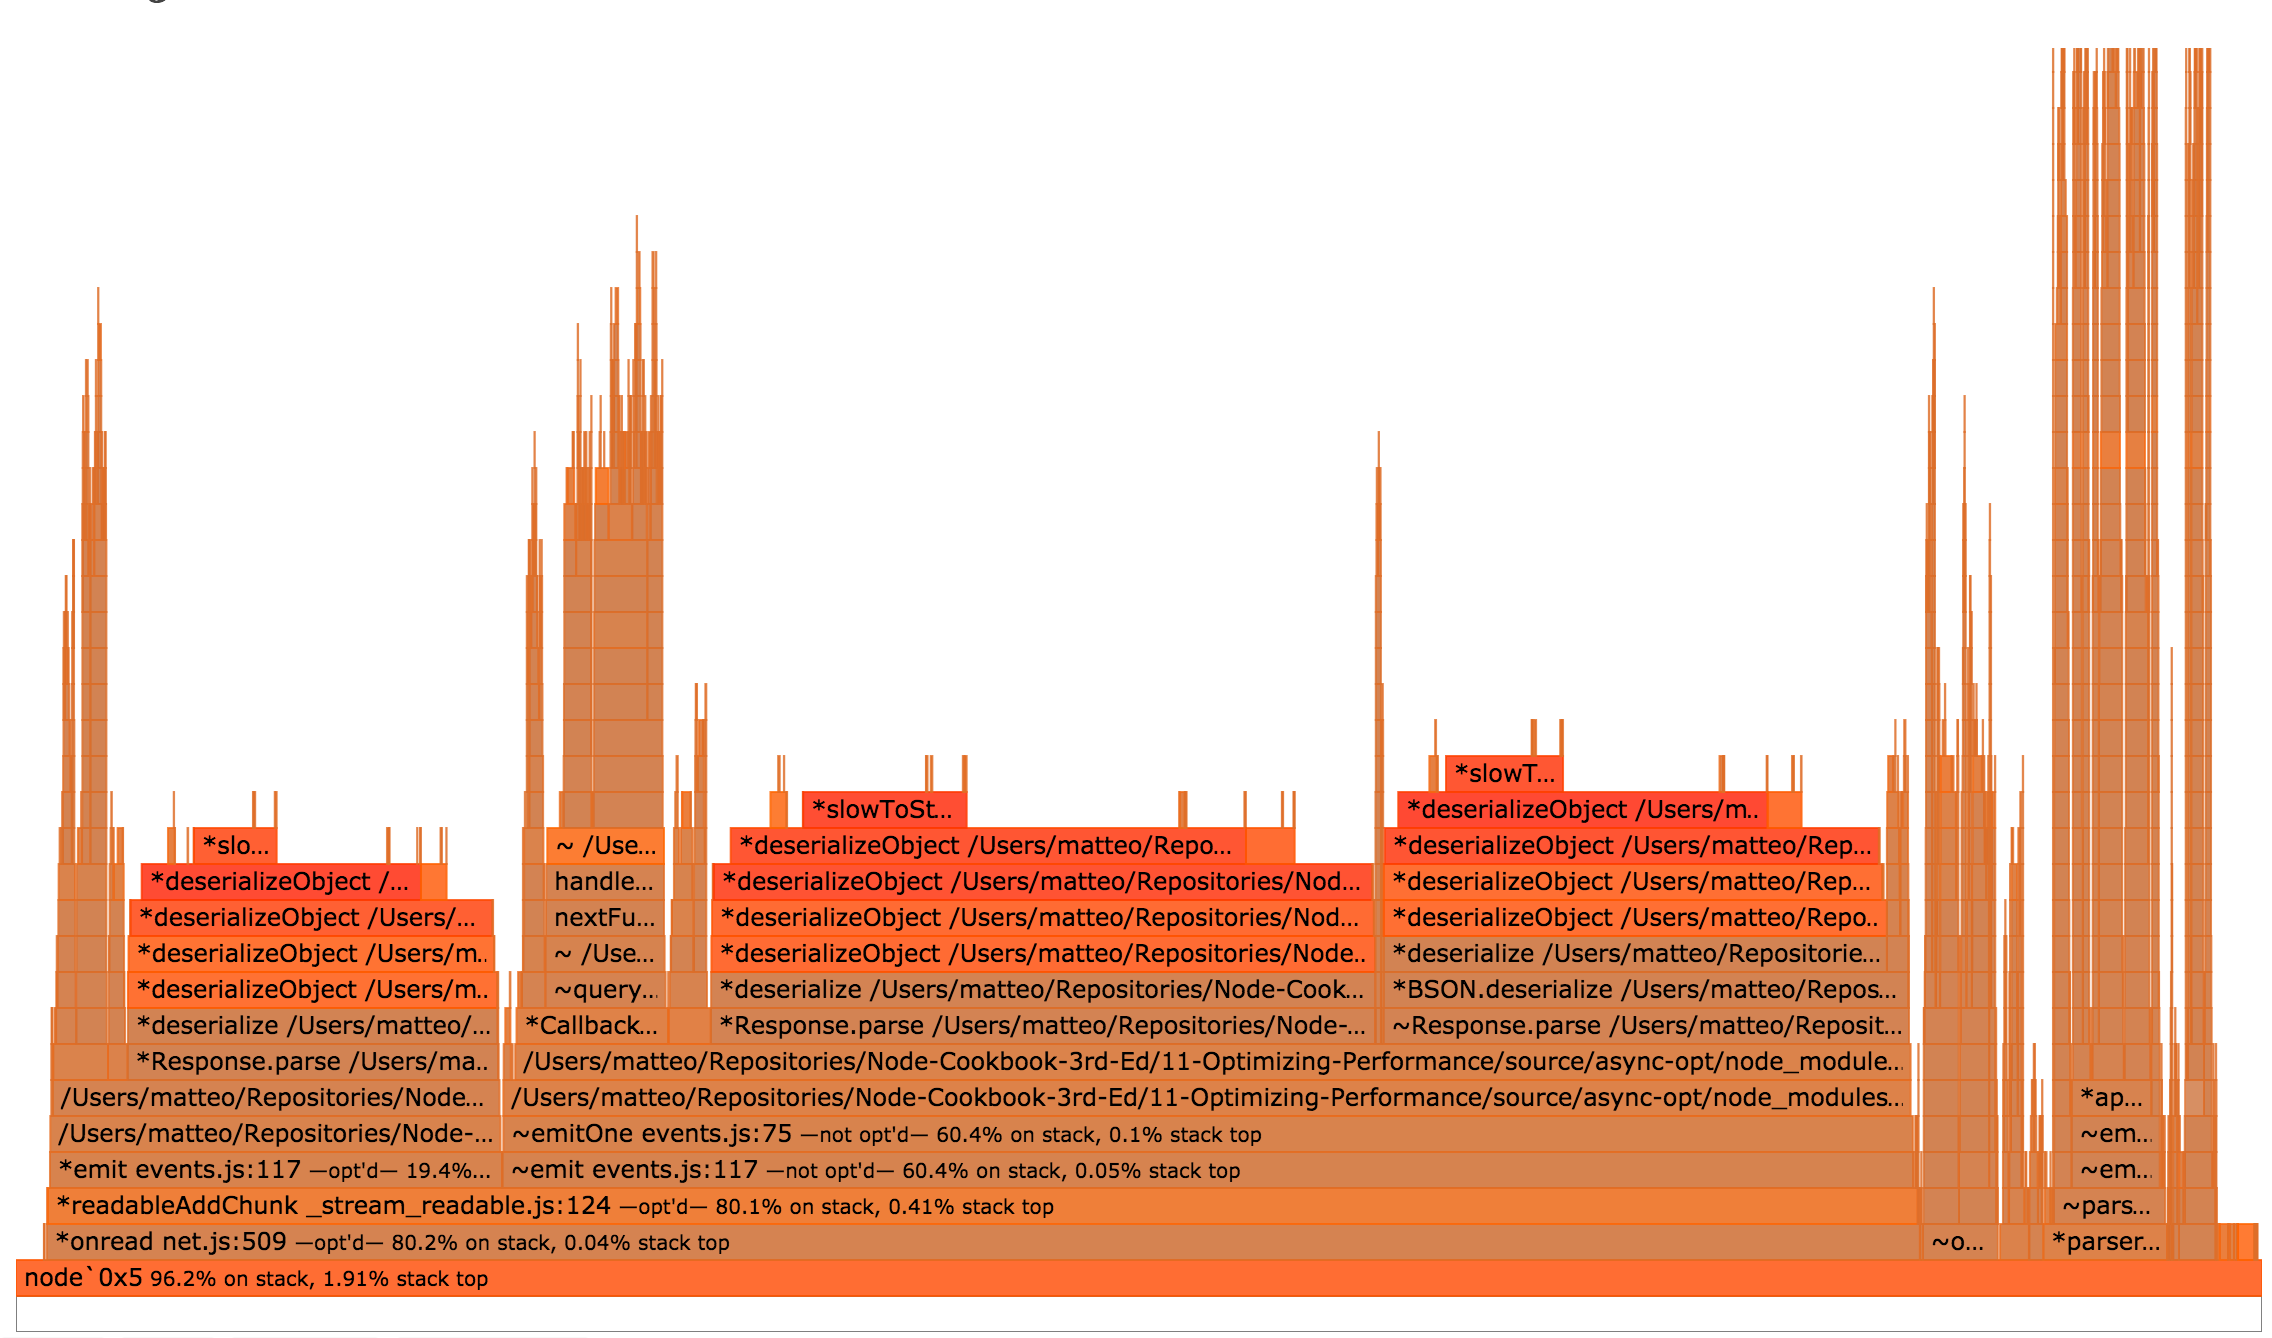 *slowT...
*slowToSt...
*deserializeObject /Users/m..
*slo...
~ /Use...
*deserializeObject /Users/matteo/Repo...
*deserializeObject /Users/matteo/Rep...
*deserializeObject /...
handle...
*deserializeObject /Users/matteo/Repositories/Nod...
*deserializeObject /Users/matteo/Rep...
*deserializeObject /Users/...
nextFu...
*deserializeObject /Users/matteo/Repositories/Nod...
*deserializeObject /Users/matteo/Repo..
*deserializeObject /Users/m..
~ /Use...
*deserializeObject /Users/matteo/Repositories/Node..
*deserialize /Users/matteo/Repositorie...
*deserializeObject /Users/m..
~query...
*deserialize /Users/matteo/Repositories/Node-Cook...
*BSON.deserialize /Users/matteo/Repos...
*deserialize /Users/matteo/...
*Callback...
*Response.parse /Users/matteo/Repositories/Node-...
~Response.parse /Users/matteo/Reposit...
*Response.parse /Users/ma..
/Users/matteo/Repositories/Node-Cookbook-3rd-Ed/11-Optimizing-Performance/source/async-opt/node_module...
/Users/matteo/Repositories/Node...
/Users/matteo/Repositories/Node-Cookbook-3rd-Ed/11-Optimizing-Performance/source/async-opt/node_modules...
*ap...
/Users/matteo/Repositories/Node-...
~emitOne events.js:75 —not opt'd— 60.4% on stack, 0.1% stack top
~em...
*emit events.js:117 —opt'd— 19.4%...
~emit events.js:117 —not opt'd— 60.4% on stack, 0.05% stack top
~em...
*readableAddChunk _stream_readable.js:124 —opt'd— 80.1% on stack, 0.41% stack top
~pars...
*onread net.js:509 —opt'd— 80.2% on stack, 0.04% stack top
~o...
*parser...
node`0x5 96.2% on stack, 1.91% stack top